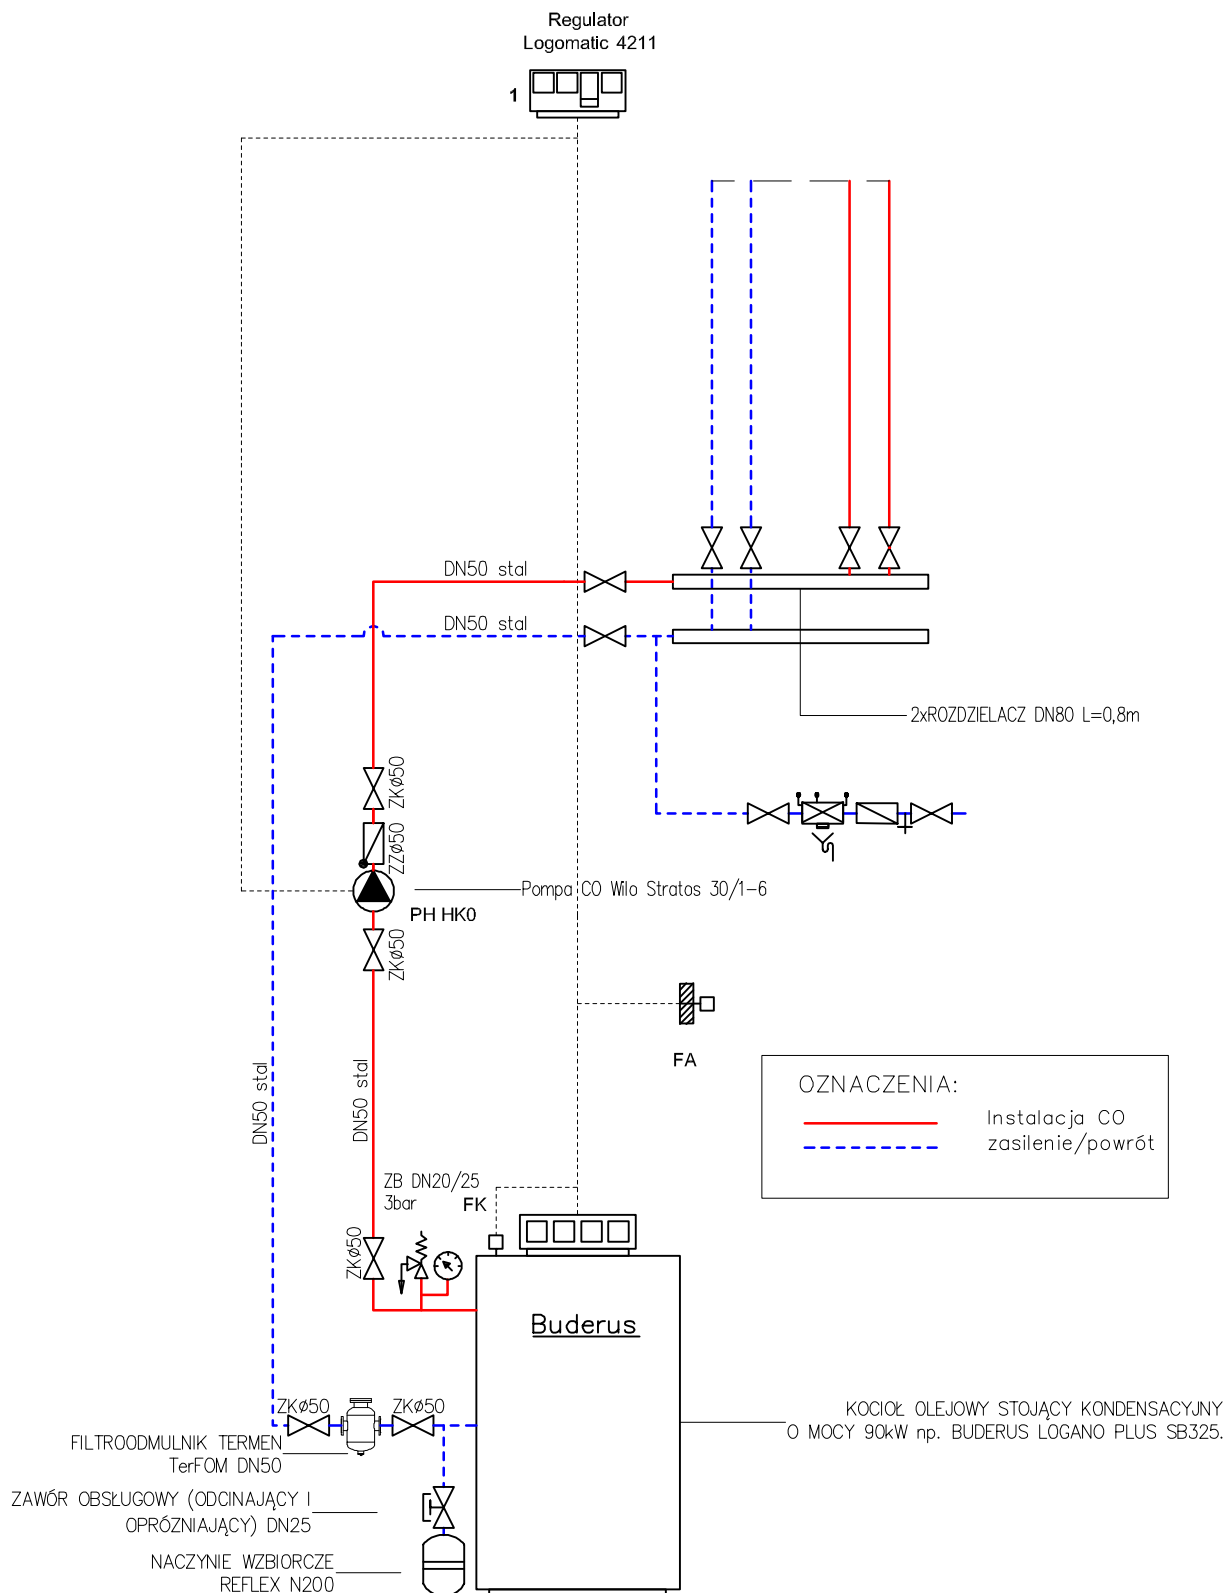 Regulator
Logomatic 4211
1
DN50 stal
DN50 stal
2xROZDZIELACZ DN80 L=0,8m
ZKø50
ZZø50
Pompa CO Wilo Stratos 30/1-6
PH HK0
ZKø50
FA
DN50 stal
DN50 stal
OZNACZENIA:
Instalacja CO
zasilenie/powrót
ZB DN20/25
3bar
FK
ZKø50
Buderus
ZKø50
ZKø50
KOCIOŁ OLEJOWY STOJĄCY KONDENSACYJNY
O MOCY 90kW np. BUDERUS LOGANO PLUS SB325.
FILTROODMULNIK TERMEN
TerFOM DN50
ZAWÓR OBSŁUGOWY (ODCINAJĄCY I
OPRÓZNIAJĄCY) DN25
NACZYNIE WZBIORCZE
REFLEX N200